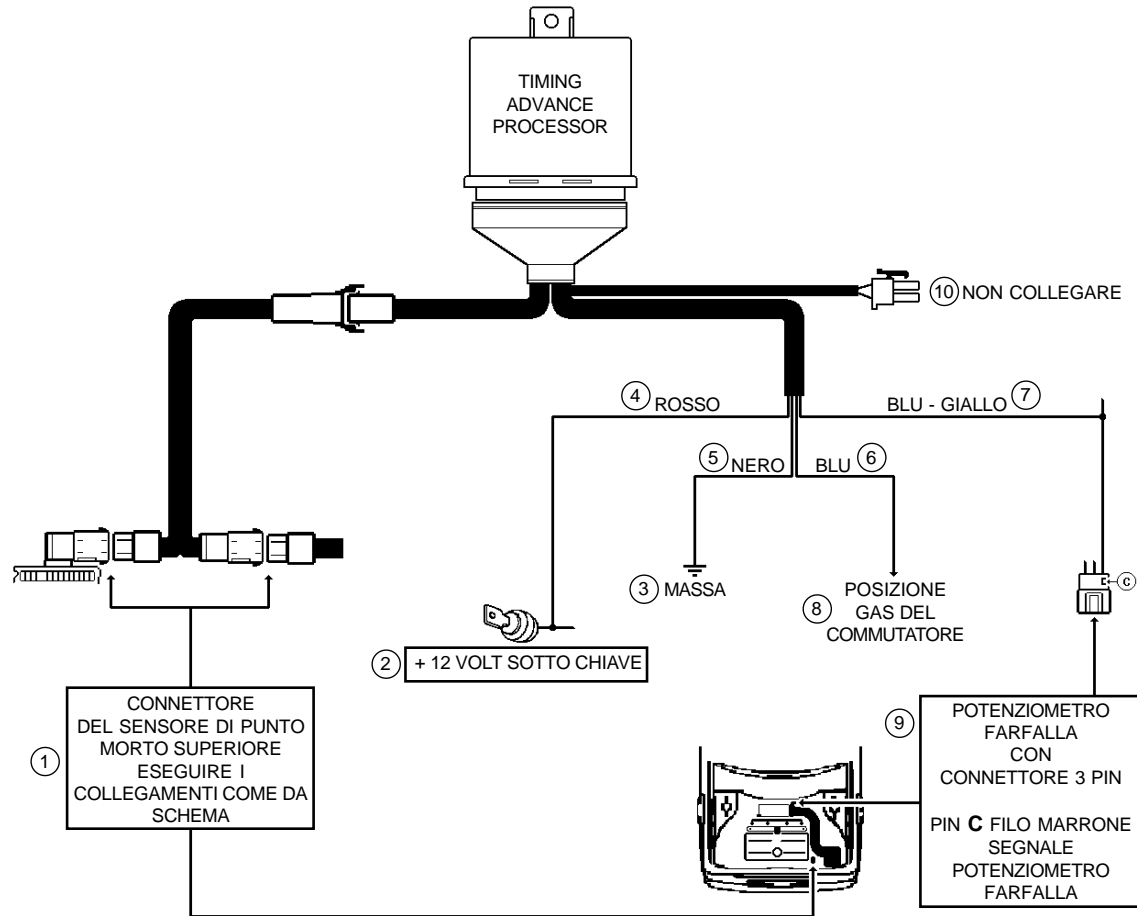 TIMING
ADVANCE
PROCESSOR
10 NON COLLEGARE
4 ROSSO
BLU - GIALLO 7
5 NERO
BLU 6
C
3 MASSA
8 POSIZIONE
GAS DEL
COMMUTATORE
2 + 12 VOLT SOTTO CHIAVE
1
CONNETTORE
DEL SENSORE DI PUNTO
MORTO SUPERIORE
ESEGUIRE I
COLLEGAMENTI COME DA
SCHEMA
9
POTENZIOMETRO
FARFALLA
CON
CONNETTORE 3 PIN
PIN C FILO MARRONE
SEGNALE
POTENZIOMETRO
FARFALLA